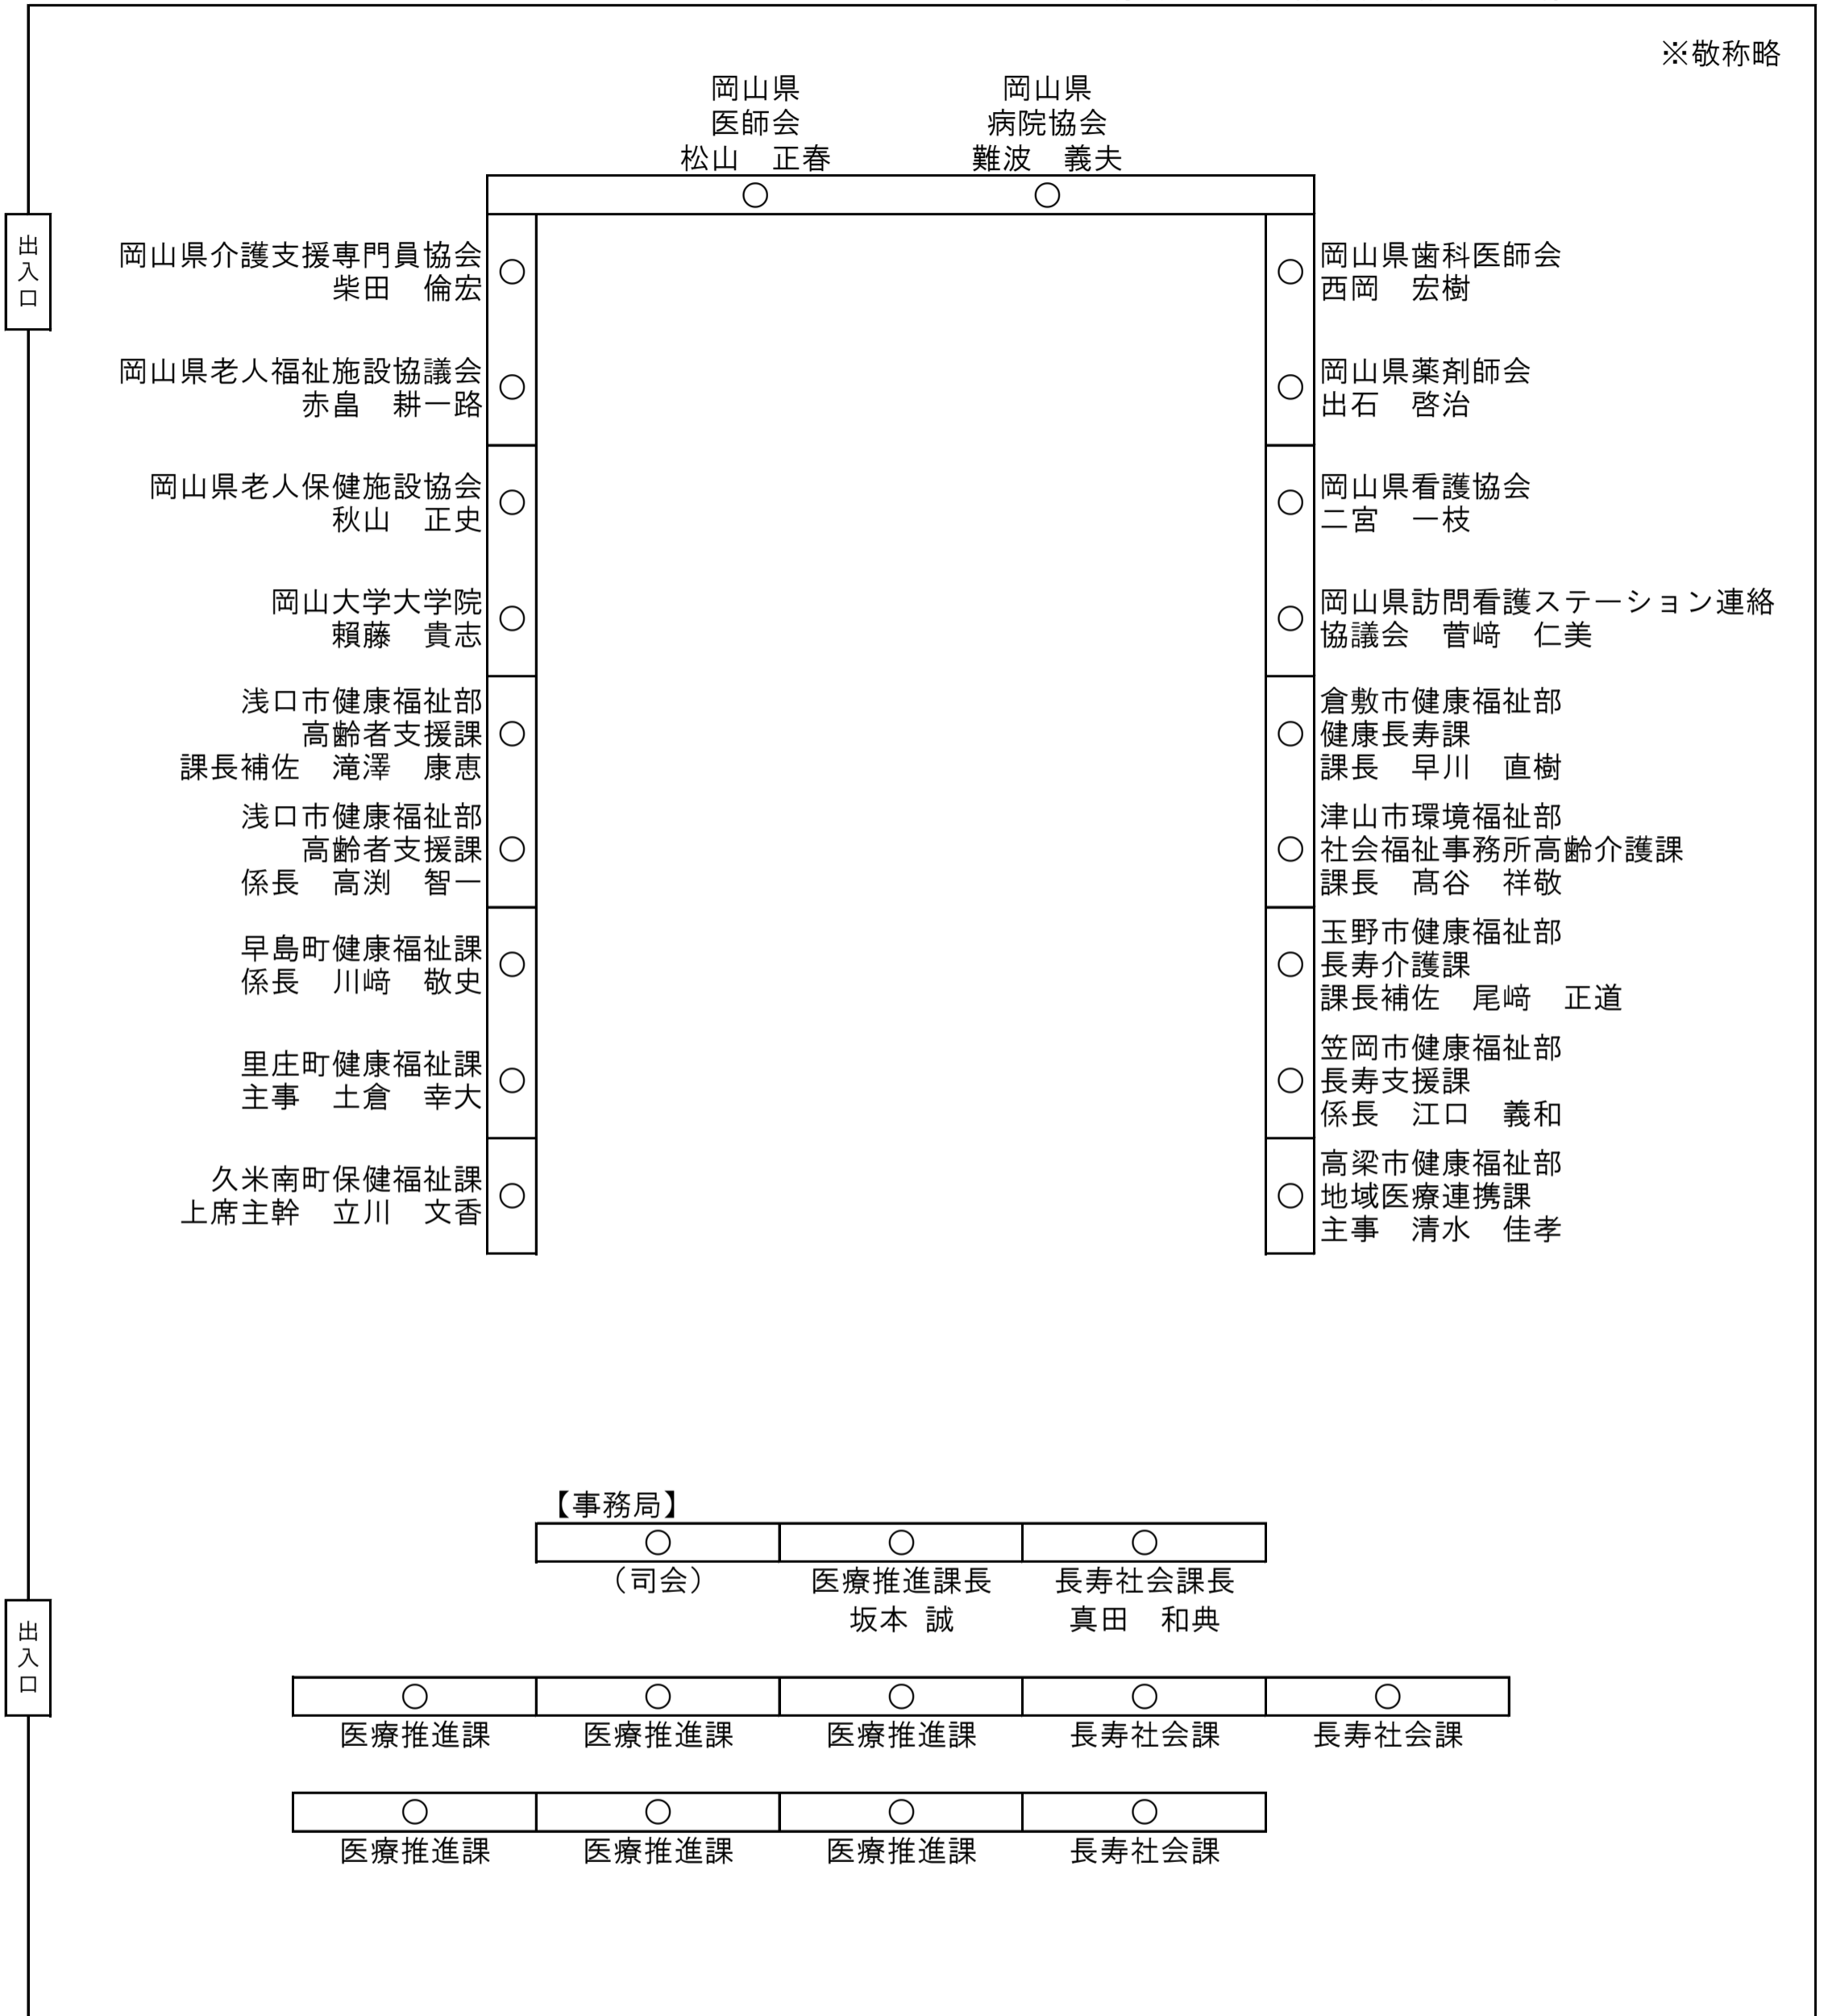 ※敬称略
岡山県
医師会
松山　正春
岡山県
病院協会
難波　義夫
出入口
岡山県介護支援専門員協会
柴田　倫宏
岡山県歯科医師会
西岡　宏樹
岡山県老人福祉施設協議会
赤畠　耕一路
岡山県薬剤師会
出石　啓治
岡山県老人保健施設協会
秋山　正史
岡山県看護協会
二宮　一枝
岡山大学大学院
賴藤　貴志
岡山県訪問看護ステーション連絡
協議会　菅﨑　仁美
浅口市健康福祉部
高齢者支援課
課長補佐　滝澤　康恵
倉敷市健康福祉部
健康長寿課
課長　早川　直樹
浅口市健康福祉部
高齢者支援課
係長　高渕　智一
津山市環境福祉部
社会福祉事務所高齢介護課
課長　髙谷　祥敬
早島町健康福祉課
係長　川﨑　敬史
玉野市健康福祉部
長寿介護課
課長補佐　尾﨑　正道
里庄町健康福祉課
主事　土倉　幸大
笠岡市健康福祉部
長寿支援課
係長　江口　義和
久米南町保健福祉課
上席主幹　立川　文香
高梁市健康福祉部
地域医療連携課
主事　清水　佳孝
【事務局】
（司会）
医療推進課長
坂本 誠
長寿社会課長
真田　和典
出入口
医療推進課　医療推進課　医療推進課　長寿社会課　長寿社会課
医療推進課　医療推進課　医療推進課　長寿社会課